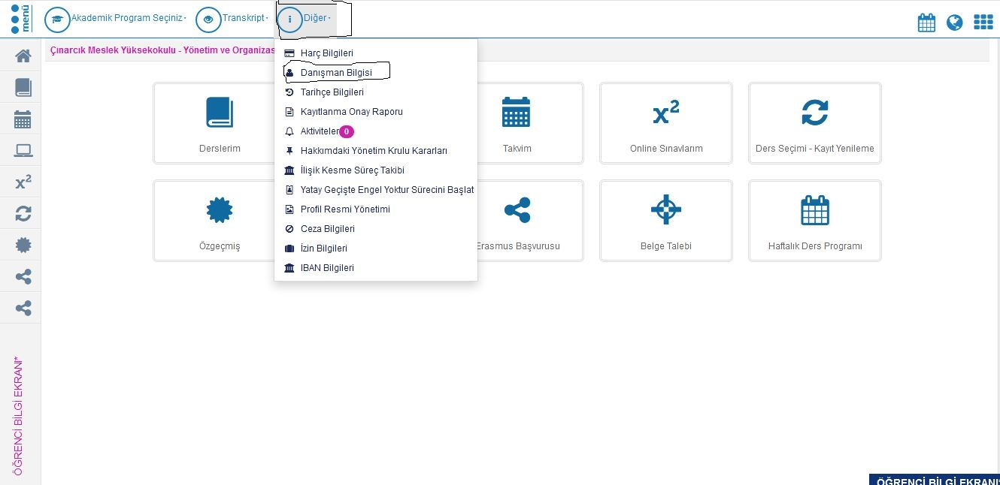 menü
Akademik Program Seçiniz
Transkript
Diğer
Çınarcık Meslek Yüksekokulu - Yönetim ve
Harç Bilgileri
Danışman Bilgisi
Tarihçe Bilgileri
Kayıtlanma Onay Raporu
Aktiviteler 0
Hakkımdaki Yönetim Krulu Kararları
İlişik Kesme Süreç Takibi
Yatay Geçişte Engel Yoktur Sürecini Başlat
Profil Resmi Yönetimi
Ceza Bilgileri
İzin Bilgileri
IBAN Bilgileri
Derslerim
Takvim
x²
Online Sınavlarım
Ders Seçimi - Kayıt Yenileme
Özgeçmiş
Erasmus Başvurusu
Belge Talebi
Haftalık Ders Programı
x²
ÖĞRENCİ BİLGİ EKRANI*
ÖĞRENCİ BİLGİ EKRANI*